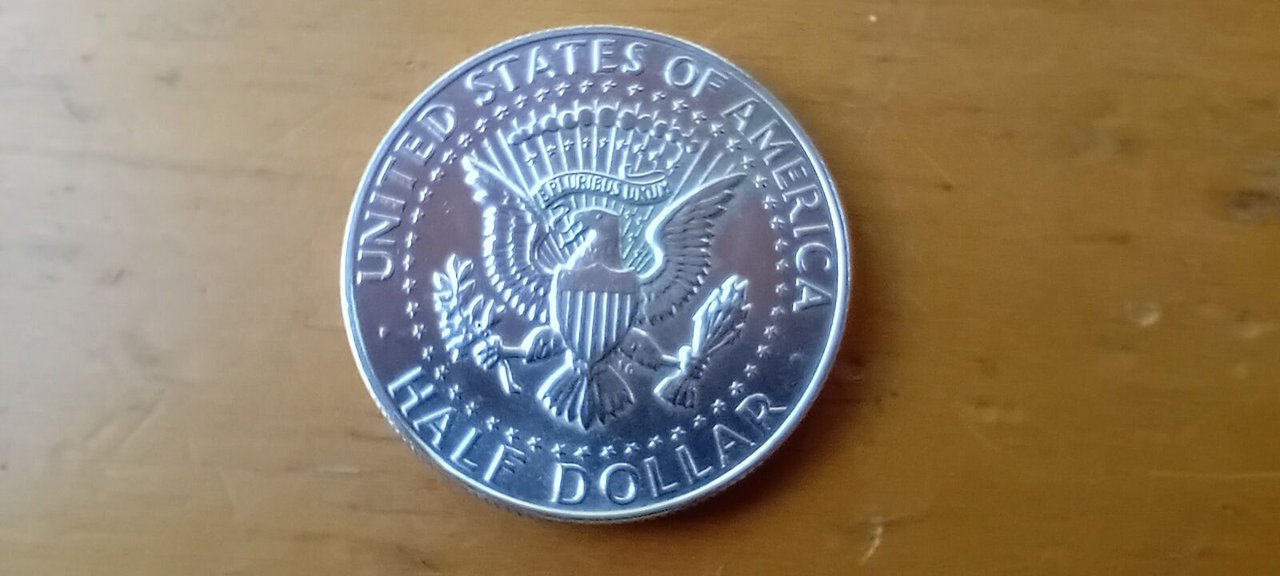 UNITED STATES OF AMERICA
E PLURIBUS UNUM
HALF DOLLAR